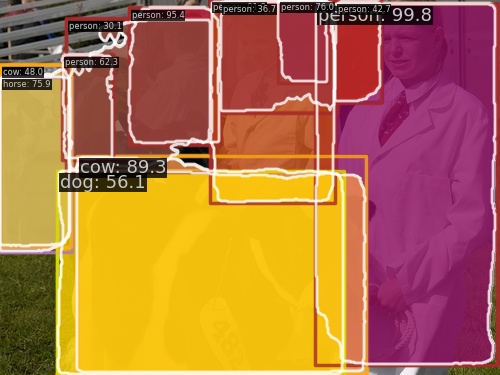 person: 99.8
person: 95.4
person: 36.7
person: 76.0
person: 42.7
person: 30.1
person: 62.3
cow: 48.0
horse: 75.9
cow: 89.3
dog: 56.1